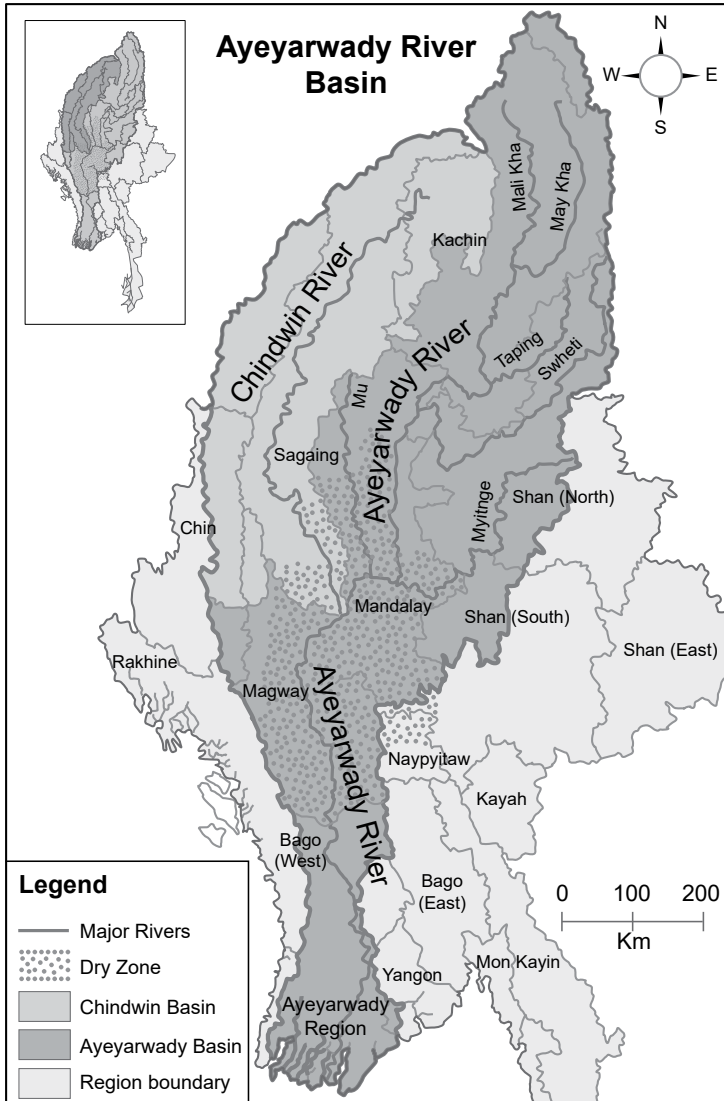 Ayeyarwady River
Basin
N
W
E
S
Mali Kha
May Kha
Kachin
Chindwin River
Ayeyarwady River
Taping
Swheti
Mu
Sagaing
Myitnge
Shan (North)
Chin
Mandalay
Shan (South)
Rakhine
Shan (East)
Magway
Ayeyarwady River
Naypyitaw
Kayah
Bago
(West)
Bago
(East)
0 100 200
Km
Yangon
Mon
Kayin
Ayeyarwady
Region
Legend
Major Rivers
Dry Zone
Chindwin Basin
Ayeyarwady Basin
Region boundary